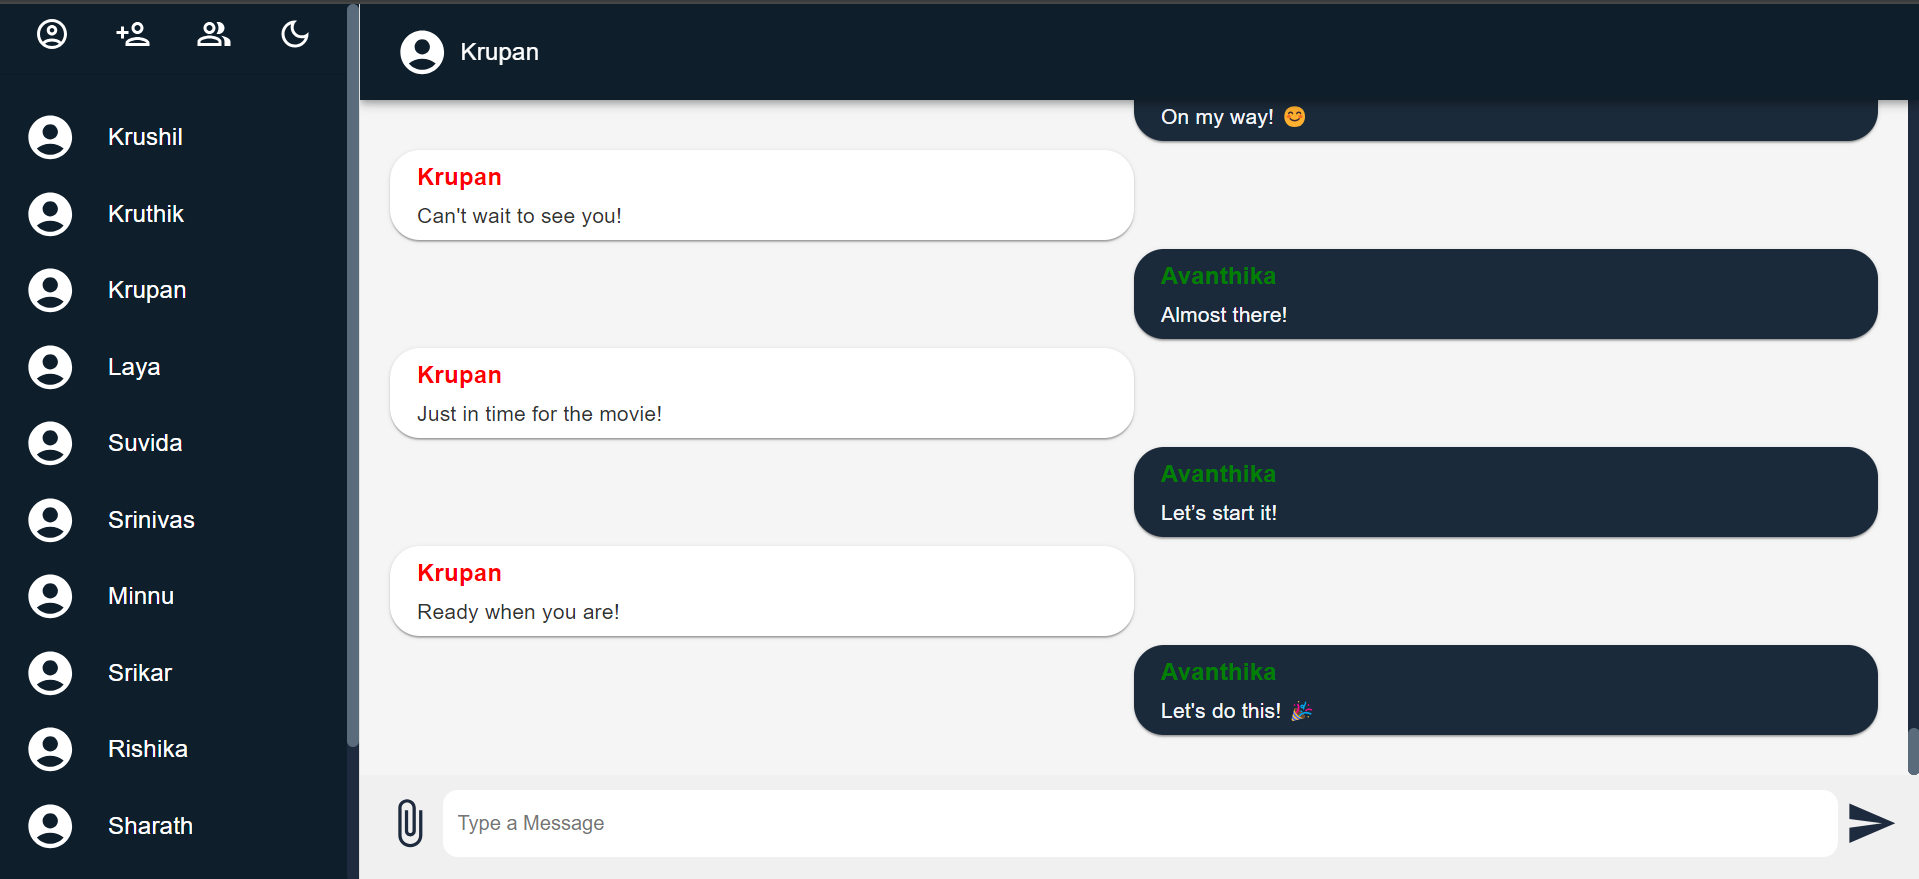 Krushil
Kruthik
Krupan
Laya
Suvida
Srinivas
Minnu
Srikar
Rishika
Sharath
Krupan
On my way! 😊
Krupan
Can't wait to see you!
Avanthika
Almost there!
Krupan
Just in time for the movie!
Avanthika
Let’s start it!
Krupan
Ready when you are!
Avanthika
Let's do this! 🎉
Type a Message